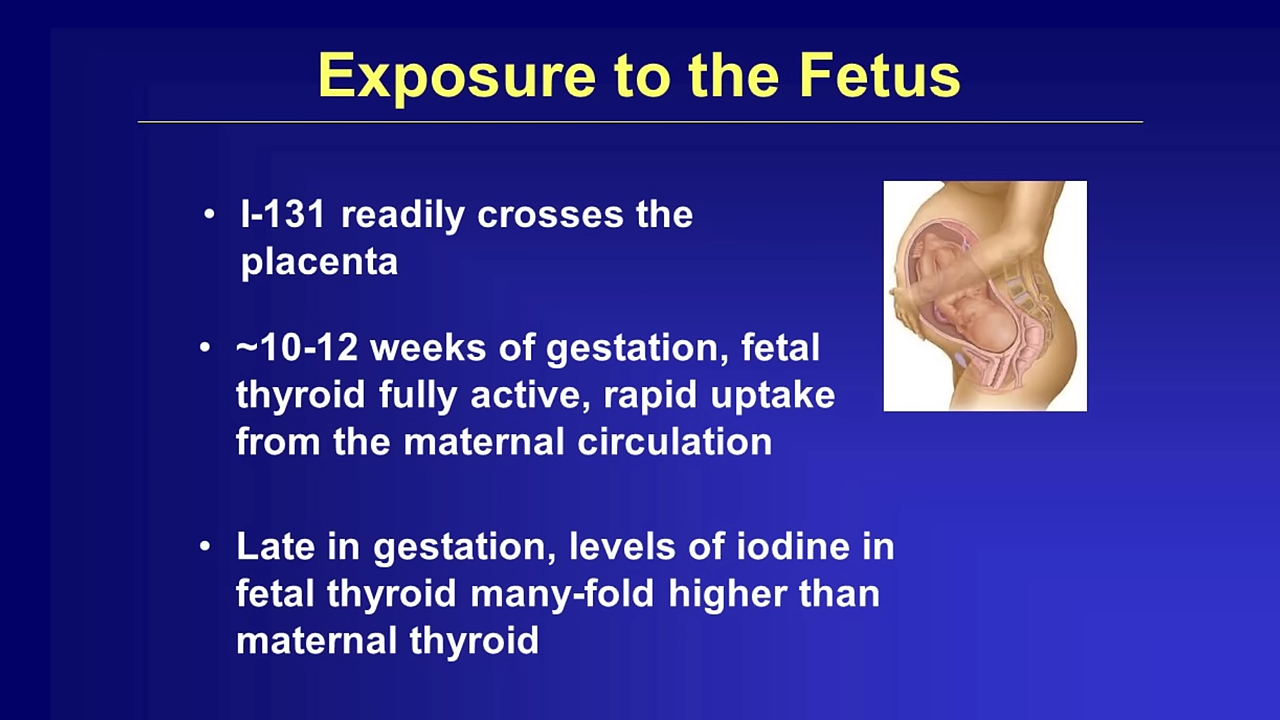 Exposure to the Fetus
• I-131 readily crosses the
placenta
• ~10-12 weeks of gestation, fetal
thyroid fully active, rapid uptake
from the maternal circulation
• Late in gestation, levels of iodine in
fetal thyroid many-fold higher than
maternal thyroid